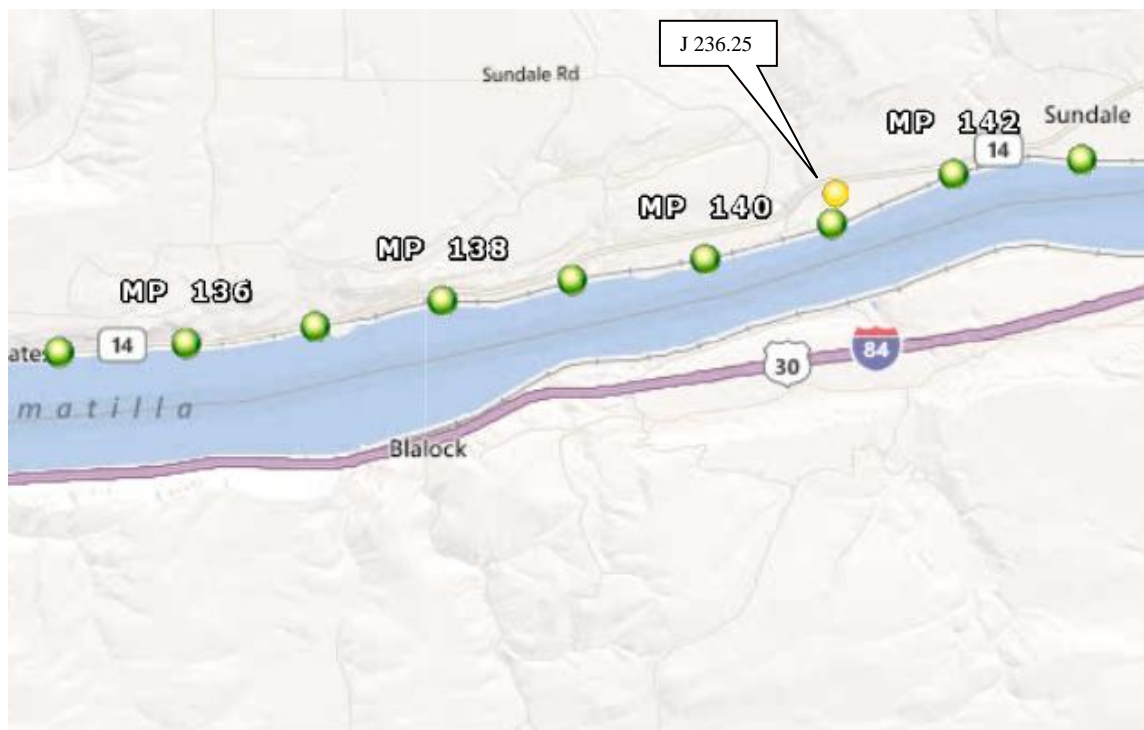 J 236.25
Sundale Rd
MP 142
Sundale
14
MP 140
MP 138
MP 136
14
ates
84
30
matilla
Blalock